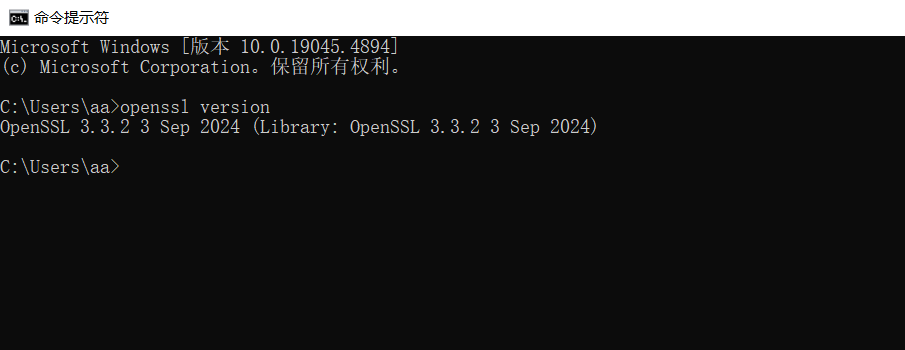 命令提示符
Microsoft Windows [版本 10.0.19045.4894]
(c) Microsoft Corporation。保留所有权利。
C:\Users\aa>openssl version
OpenSSL 3.3.2 3 Sep 2024 (Library: OpenSSL 3.3.2 3 Sep 2024)
C:\Users\aa>